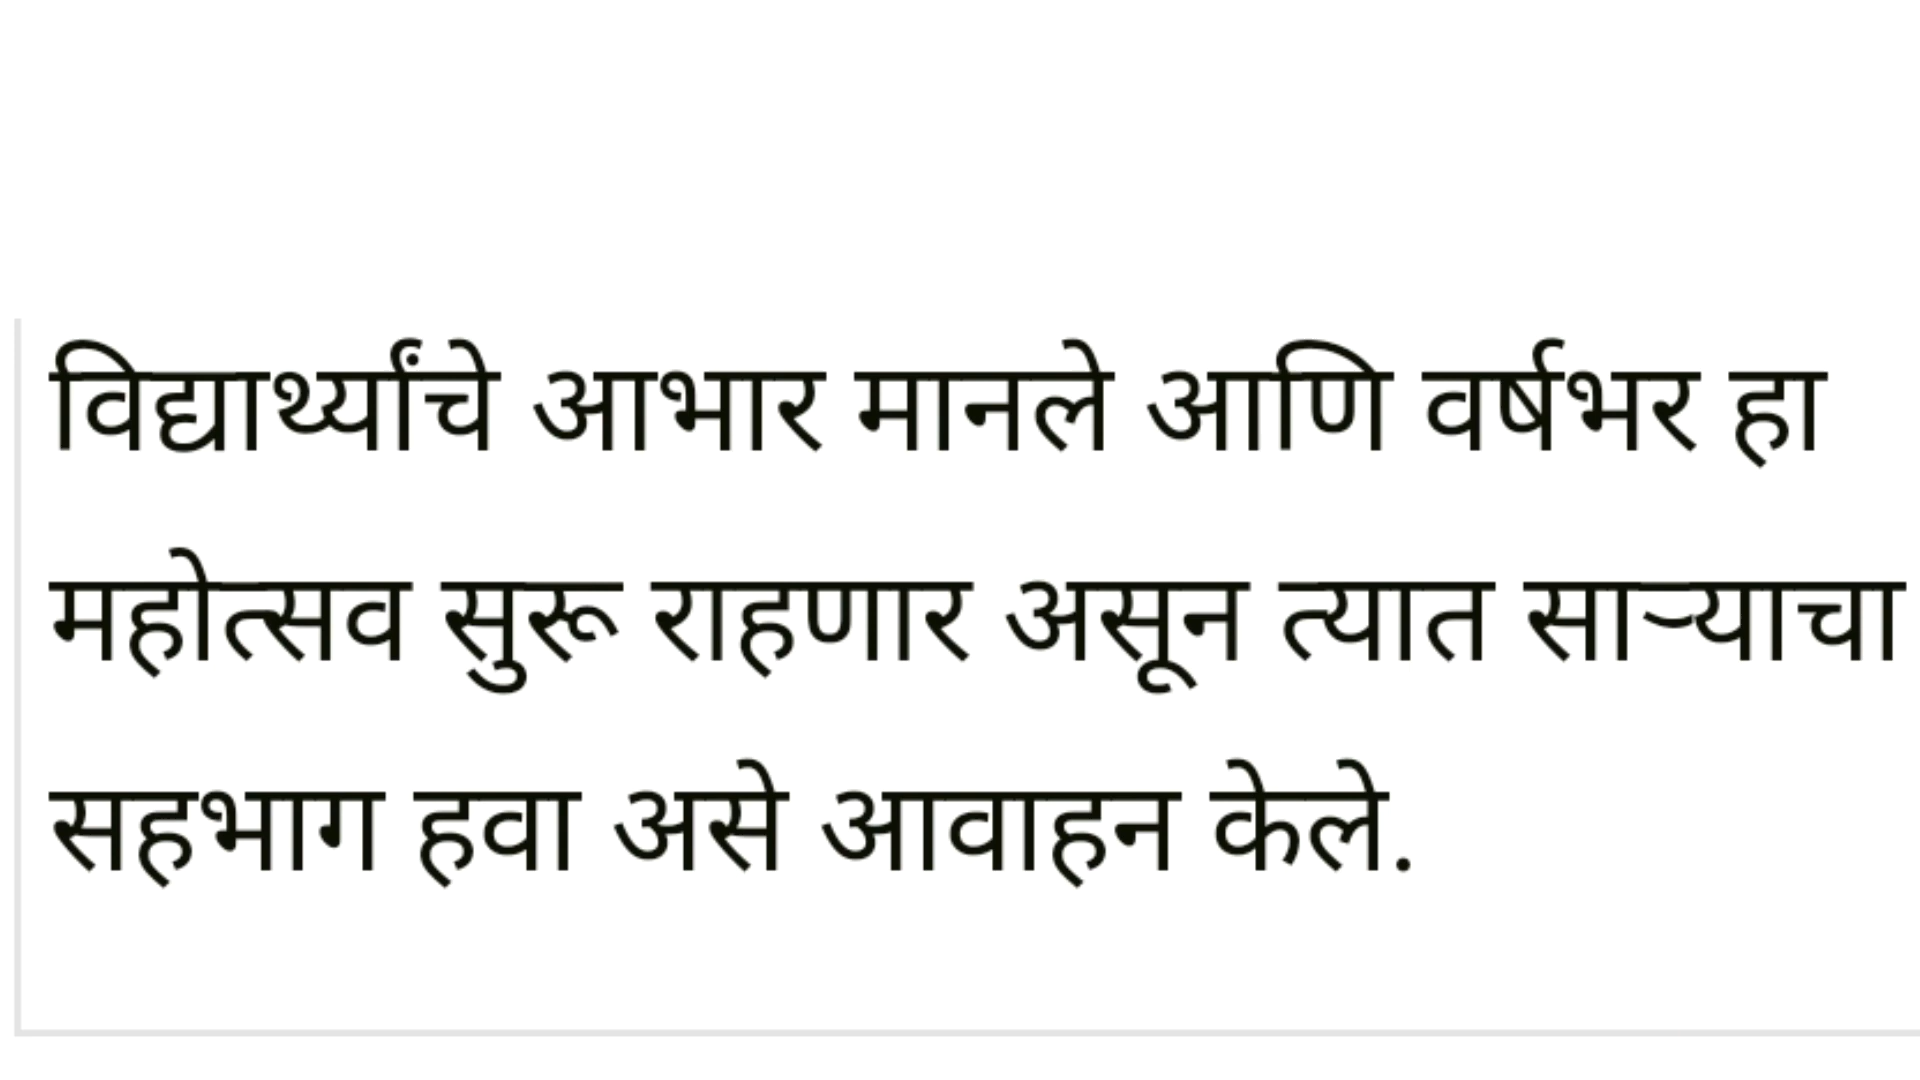 विद्यार्थ्यांचे आभार मानले आणि वर्षभर हा
महोत्सव सुरू राहणार असून त्यात साऱ्याचा
सहभाग हवा असे आवाहन केले.